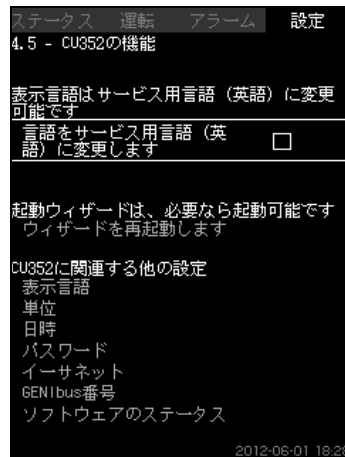 ステータス 運転 アラーム 設定
4.5 - CU352の機能
表示言語はサービス用言語（英語）に変更
可能です
言語をサービス用言語（英
語）に変更します
起動ウィザードは、必要なら起動可能です
ウィザードを再起動します
CU352に関連する他の設定
表示言語
単位
日時
パスワード
イーサネット
GENIbus番号
ソフトウェアのステータス
2012-06-01 18:28